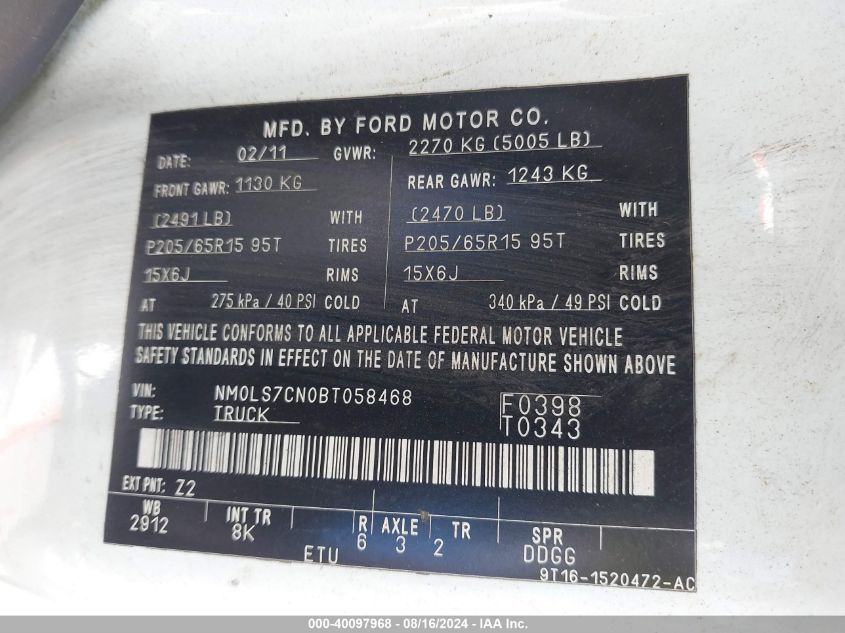 MFD. BY FORD MOTOR CO.
DATE: 02/11 GVWR: 2270 KG (5005 LB)
FRONT GAWR: 1130 KG REAR GAWR: 1243 KG
(2491 LB) WITH (2470 LB) WITH
P205/65R15 95T TIRES P205/65R15 95T TIRES
15X6J RIMS 15X6J RIMS
AT 275 kPa / 40 PSI COLD AT 340 kPa / 49 PSI COLD
THIS VEHICLE CONFORMS TO ALL APPLICABLE FEDERAL MOTOR VEHICLE
SAFETY STANDARDS IN EFFECT ON THE DATE OF MANUFACTURE SHOWN ABOVE
VIN: NM0LS7CN0BT058468 F0398
TYPE: TRUCK T0343
EXT PNT: Z2
WB INT TR R AXLE TR SPR
2912 8K 6 3 2 DDGG
ETU
9T16-1520472-AC
000-40097968 - 08/16/2024 - IAA Inc.